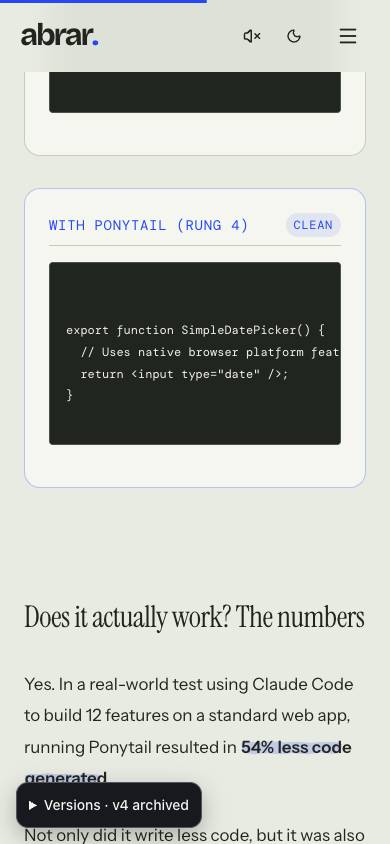 abrar.
WITH PONYTAIL (RUNG 4)
CLEAN
export function SimpleDatePicker() {
// Uses native browser platform feat
return <input type="date" />;
}
Does it actually work? The numbers
Yes. In a real-world test using Claude Code
to build 12 features on a standard web app,
running Ponytail resulted in 54% less code
generated
Versions · v4 archived
Not only did it write less code, but it was also